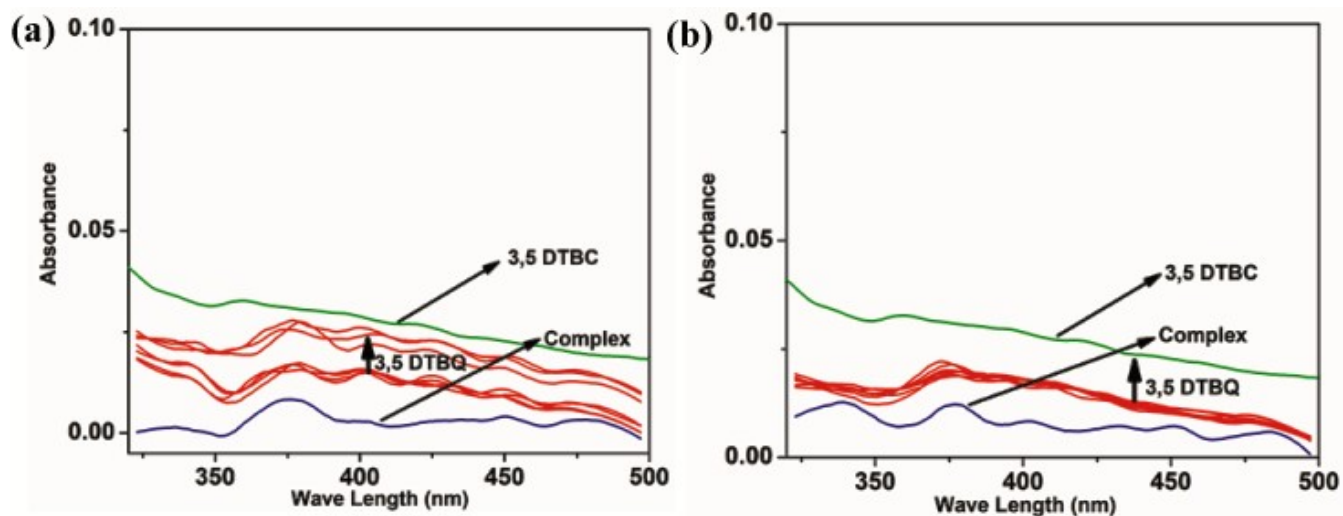 (a)
0.10
0.05
0.00
Absorbance
3,5 DTBC
Complex
3,5 DTBQ
350
400
450
500
Wave Length (nm)
(b)
0.10
0.05
0.00
Absorbance
3,5 DTBC
Complex
3,5 DTBQ
350
400
450
500
Wave Length (nm)